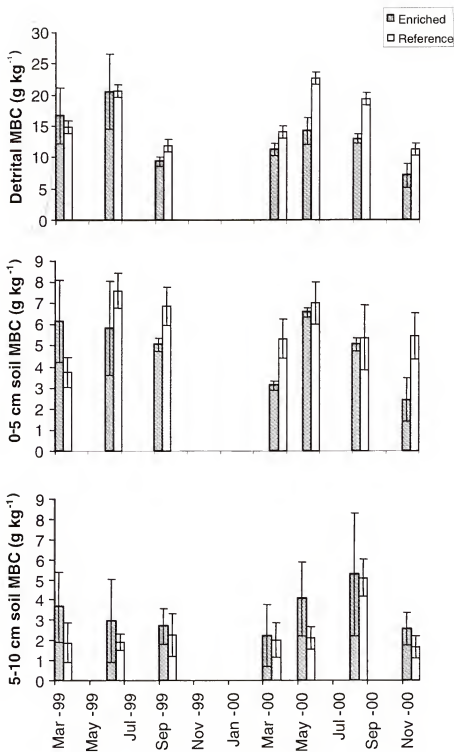 Enriched
Reference
Detrital MBC (g kg⁻¹)
30
25
20
15
10
5
0
0-5 cm soil MBC (g kg⁻¹)
9
8
7
6
5
4
3
2
1
0
5-10 cm soil MBC (g kg⁻¹)
9
8
7
6
5
4
3
2
1
0
Mar -99
May -99
Jul -99
Sep -99
Nov -99
Jan -00
Mar -00
May -00
Jul -00
Sep -00
Nov -00